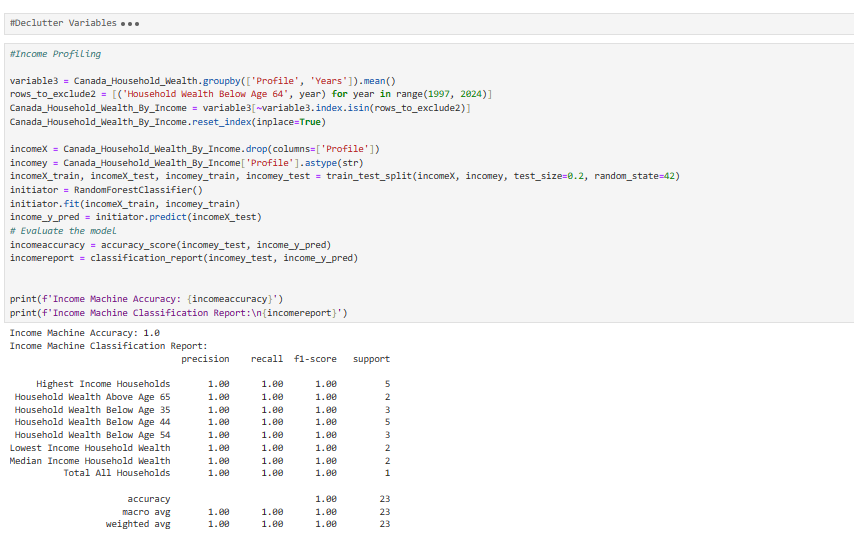 #Declutter Variables •••
#Income Profiling
variable3 = Canada_Household_Wealth.groupby(['Profile', 'Years']).mean()
rows_to_exclude2 = [('Household Wealth Below Age 64', year) for year in range(1997, 2024)]
Canada_Household_Wealth_By_Income = variable3[~variable3.index.isin(rows_to_exclude2)]
Canada_Household_Wealth_By_Income.reset_index(inplace=True)
incomeX = Canada_Household_Wealth_By_Income.drop(columns=['Profile'])
incomey = Canada_Household_Wealth_By_Income['Profile'].astype(str)
incomeX_train, incomeX_test, incomey_train, incomey_test = train_test_split(incomeX, incomey, test_size=0.2, random_state=42)
initiator = RandomForestClassifier()
initiator.fit(incomeX_train, incomey_train)
income_y_pred = initiator.predict(incomeX_test)
# Evaluate the model
incomeaccuracy = accuracy_score(incomey_test, income_y_pred)
incomereport = classification_report(incomey_test, income_y_pred)
print(f'Income Machine Accuracy: {incomeaccuracy}')
print(f'Income Machine Classification Report:\n{incomereport}')
Income Machine Accuracy: 1.0
Income Machine Classification Report:
precision recall f1-score support
Highest Income Households 1.00 1.00 1.00 5
Household Wealth Above Age 65 1.00 1.00 1.00 2
Household Wealth Below Age 35 1.00 1.00 1.00 3
Household Wealth Below Age 44 1.00 1.00 1.00 5
Household Wealth Below Age 54 1.00 1.00 1.00 3
Lowest Income Household Wealth 1.00 1.00 1.00 2
Median Income Household Wealth 1.00 1.00 1.00 2
Total All Households 1.00 1.00 1.00 1
accuracy 1.00 23
macro avg 1.00 1.00 1.00 23
weighted avg 1.00 1.00 1.00 23